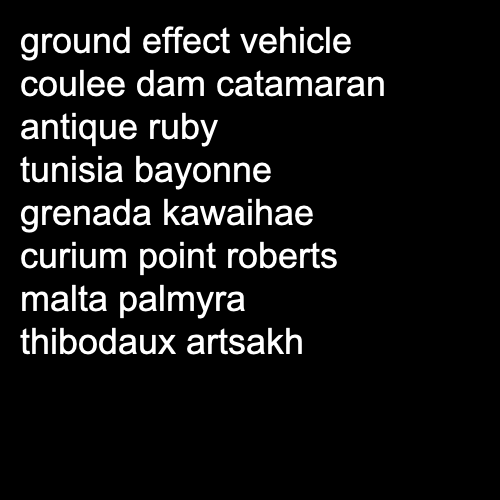 ground effect vehicle
coulee dam catamaran
antique ruby
tunisia bayonne
grenada kawaihae
curium point roberts
malta palmyra
thibodaux artsakh